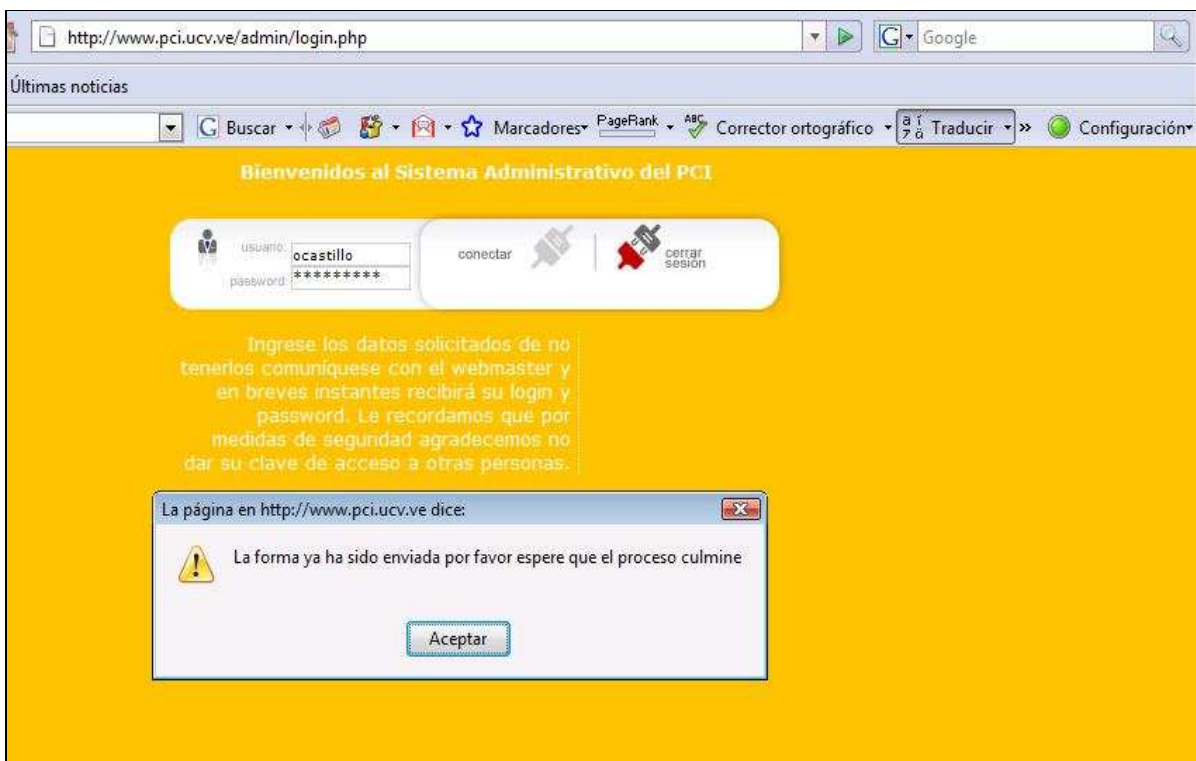 http://www.pci.ucv.ve/admin/login.php
G Google
Últimas noticias
G Buscar Marcadores PageRank ABC Corrector ortográfico Traducir » Configuración
Bienvenidos al Sistema Administrativo del PCI
usuario: ocastillo
conectar
cerrar
sesión
password: *********
Ingrese los datos solicitados de no
tenerlos comuníquese con el webmaster y
en breves instantes recibirá su login y
password. Le recordamos que por
medidas de seguridad agradecemos no
dar su clave de acceso a otras personas.
La página en http://www.pci.ucv.ve dice:
La forma ya ha sido enviada por favor espere que el proceso culmine
Aceptar